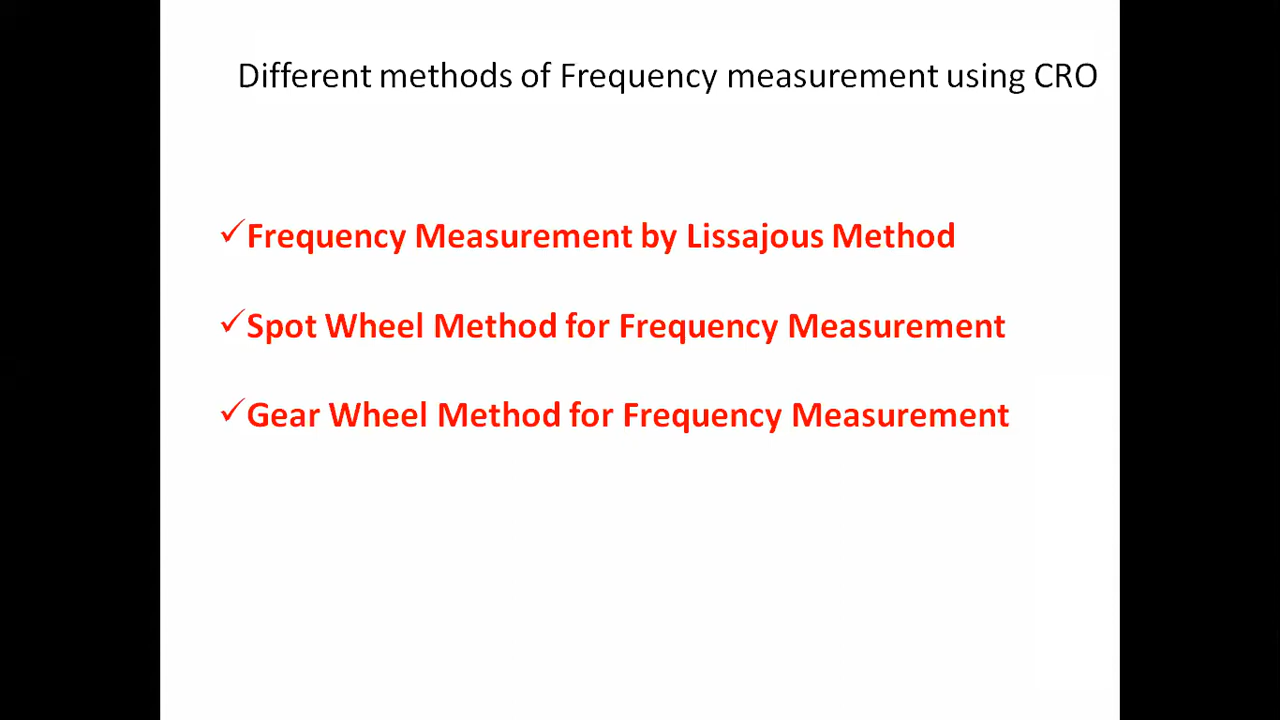 Different methods of Frequency measurement using CRO
✓Frequency Measurement by Lissajous Method
✓Spot Wheel Method for Frequency Measurement
✓Gear Wheel Method for Frequency Measurement